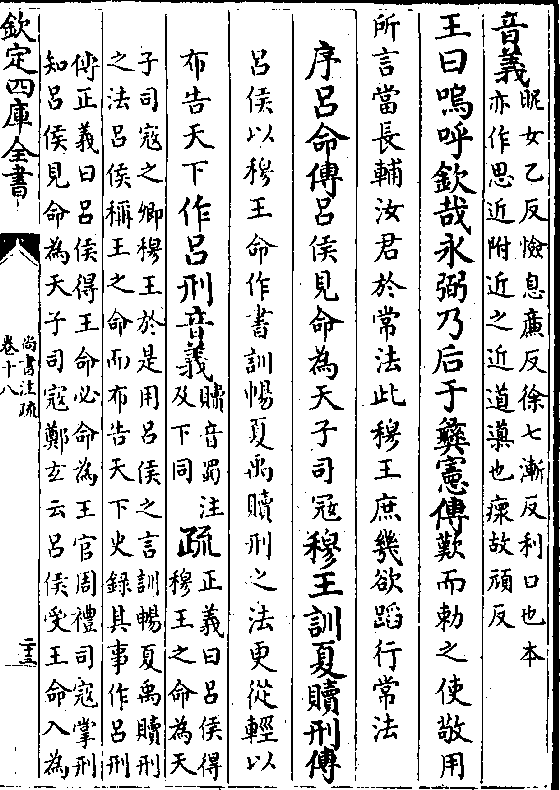 音義昵女乙反憸息廉反徐七漸反利口也本
亦作思近附近之近道導也瘝故頑反
王曰嗚呼欽哉永弼乃后于彝憲傳歎而勅之使敬用
所言當長輔汝君於常法此穆王庶幾欲蹈行常法
序呂命傳呂侯見命為天子司冦穆王訓夏贖刑傳
呂侯以穆王命作書訓暢夏禹贖刑之法更從輕以
布告天下作呂刑音義贖音蜀注
及下同疏正義曰呂侯得
穆王之命為天
子司寇之卿穆王於是用呂侯之言訓暢夏禹贖刑
之法呂侯稱王之命而布告天下史錄其事作呂刑
傳正義曰呂侯得王命必命為王官周禮司寇掌刑
知呂侯見命為天子司寇鄭玄云呂侯受王命入為
欽定四庫全書
尚書注疏
卷十八
二十三